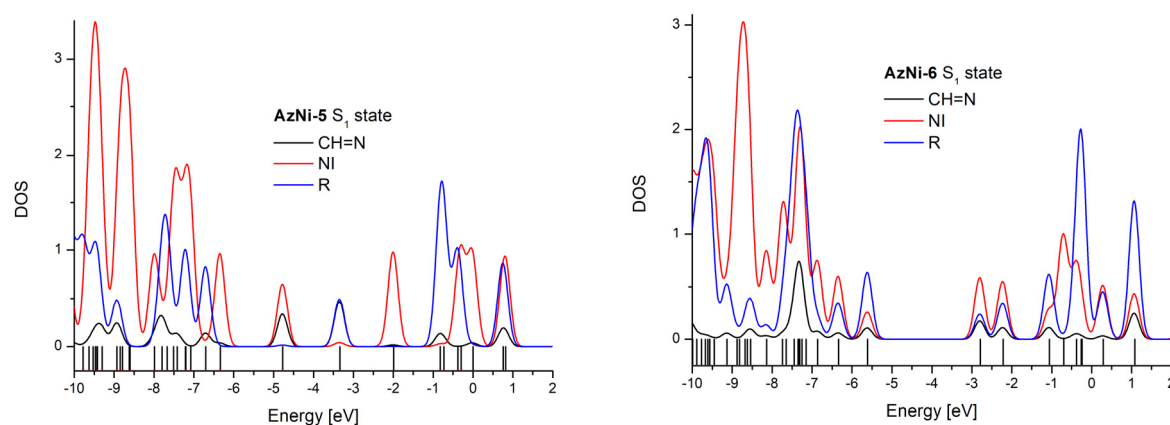 DOS
3
2
1
0
AzNi-5 S₁ state
CH=N
NI
R
-10 -9 -8 -7 -6 -5 -4 -3 -2 -1 0 1 2
Energy [eV]
DOS
3
2
1
0
AzNi-6 S₁ state
CH=N
NI
R
-10 -9 -8 -7 -6 -5 -4 -3 -2 -1 0 1 2
Energy [eV]